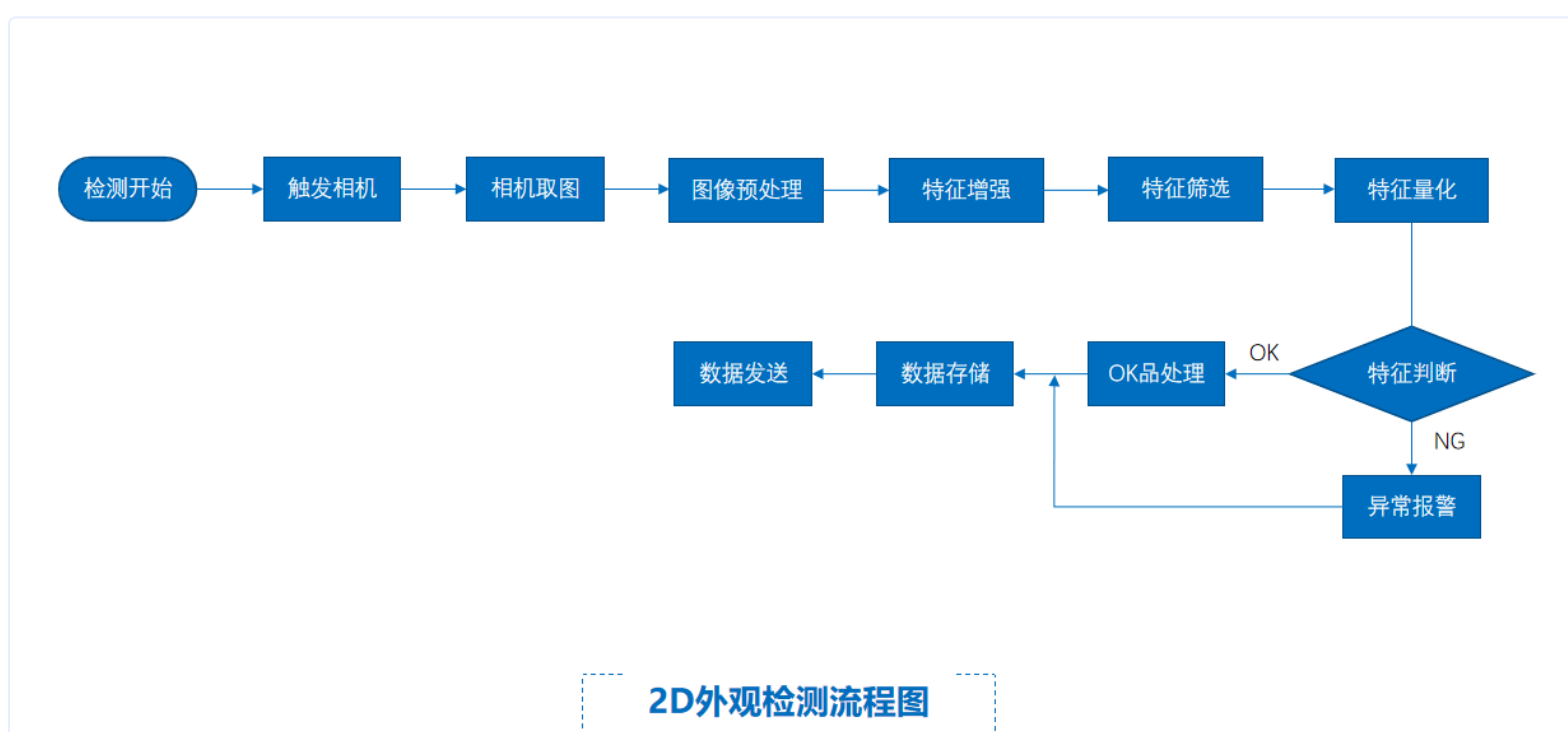 检测开始
触发相机
相机取图
图像预处理
特征增强
特征筛选
特征量化
特征判断
OK
OK品处理
数据存储
数据发送
NG
异常报警
2D外观检测流程图